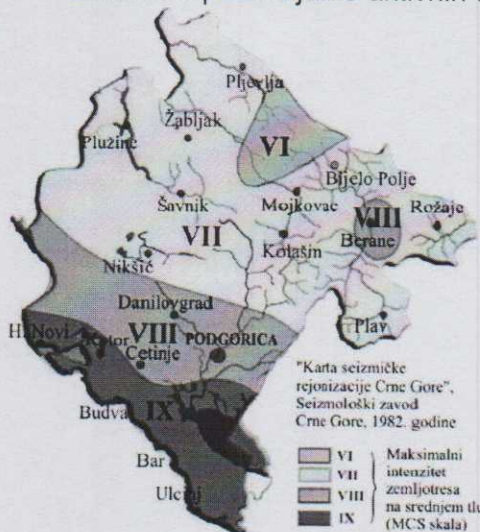 Pljevlja
Žabljak
Plužine
VI
Bijelo Polje
Šavnik
Mojkovac
VIII
Rožaje
VII
Kolašin
Berane
Nikšić
Danilovgrad
Plav
H.Novi
Kotor
VIII
PODGORICA
Cetinje
"Karta seizmičke
rejonizacije Crne Gore",
Seizmološki zavod
Crne Gore, 1982. godine
IX
Budva
Bar
Ulcinj
VI
VII
VIII
IX
Maksimalni
intenzitet
zemljotresa
na srednjem tlu
(MCS skala)